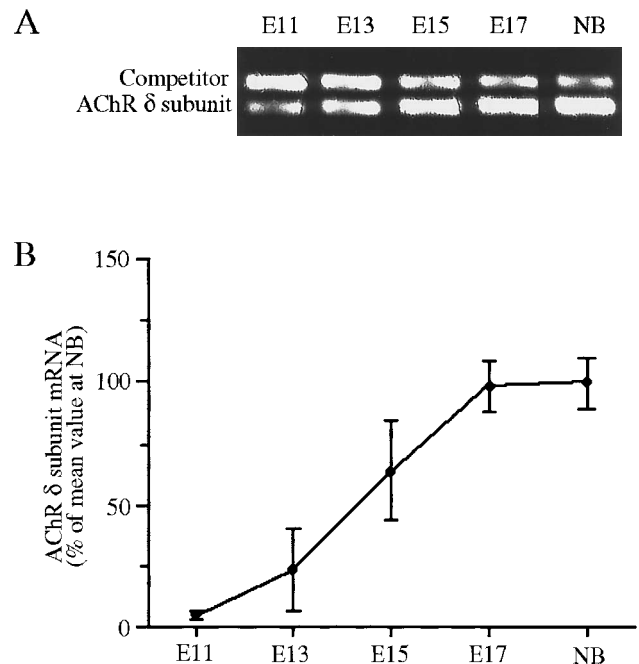 A
E11 E13 E15 E17 NB
Competitor
AChR δ subunit
B
AChR δ subunit mRNA
(% of mean value at NB)
150
100
50
0
E11 E13 E15 E17 NB